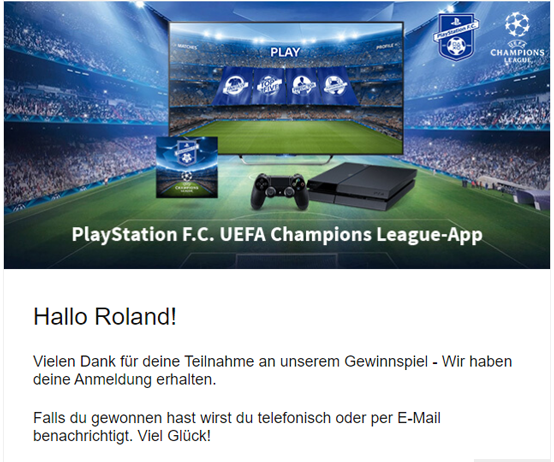 PLAY
MATCHES
PROFILE
PlayStation F.C.
UEFA
CHAMPIONS
LEAGUE
PlayStation F.C. UEFA Champions League-App
Hallo Roland!
Vielen Dank für deine Teilnahme an unserem Gewinnspiel - Wir haben
deine Anmeldung erhalten.
Falls du gewonnen hast wirst du telefonisch oder per E-Mail
benachrichtigt. Viel Glück!